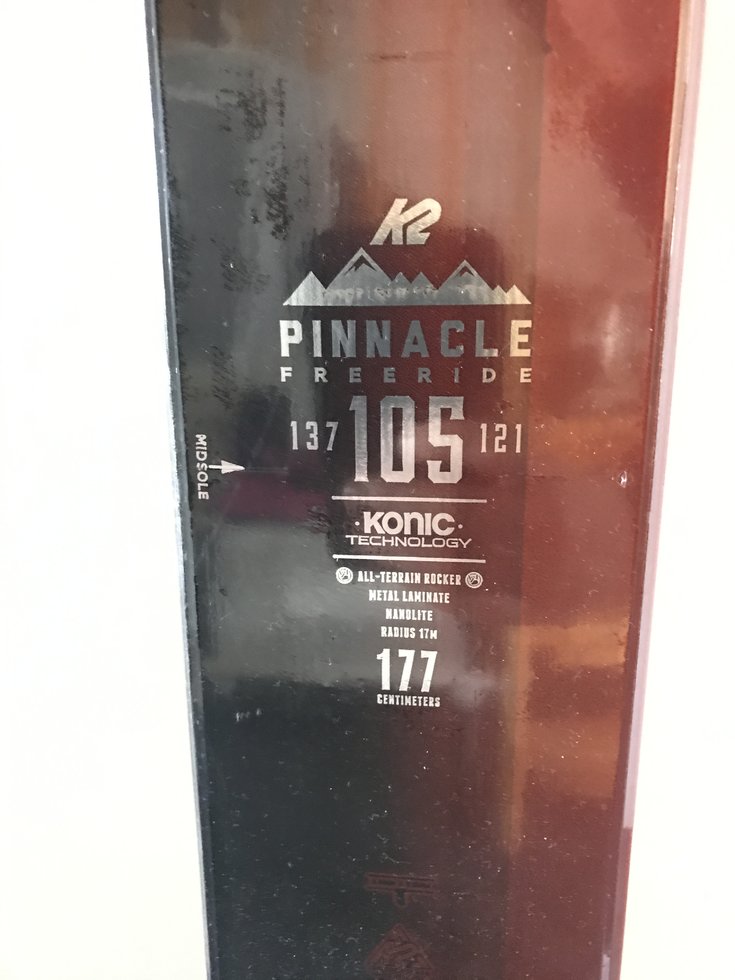 K2
PINNACLE
FREERIDE
137 105 121
MIDSOLE
KONIC
TECHNOLOGY
ALL-TERRAIN ROCKER
METAL LAMINATE
NANOLITE
RADIUS 17M
177
CENTIMETERS